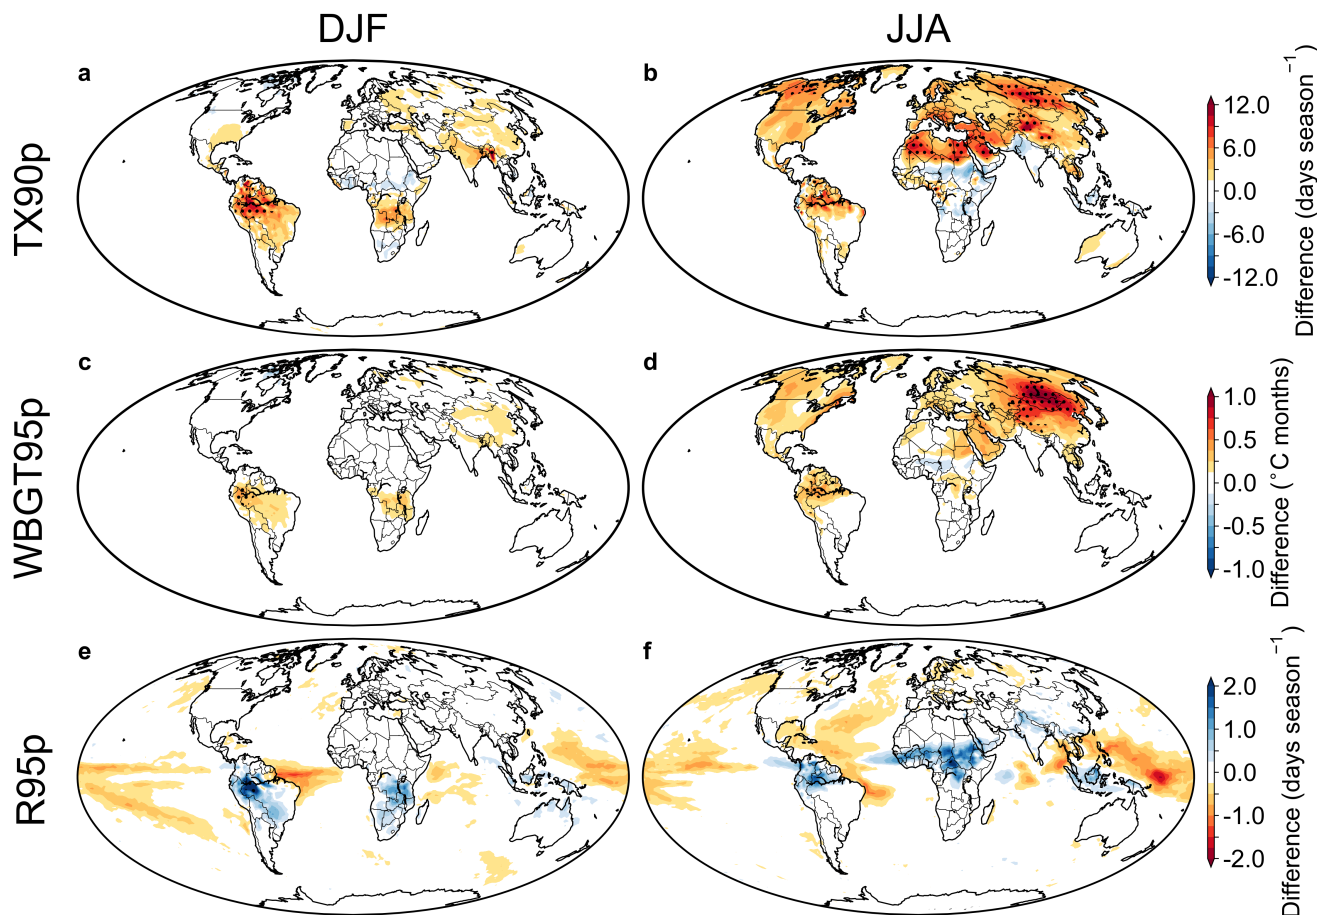 DJF
JJA
a
b
TX90p
12.0
6.0
0.0
-6.0
-12.0
Difference (days season⁻¹)
c
d
WBGT95p
1.0
0.5
0.0
-0.5
-1.0
Difference (°C months)
e
f
R95p
2.0
1.0
0.0
-1.0
-2.0
Difference (days season⁻¹)